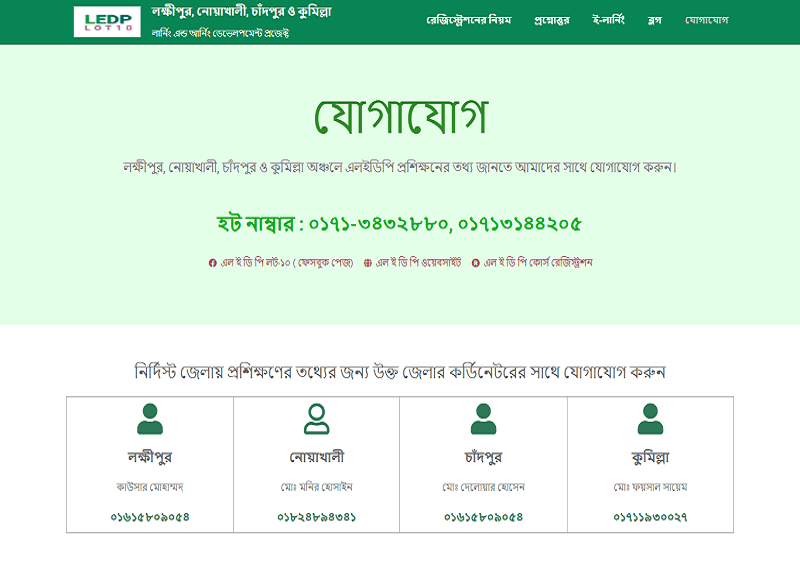 LEDP
LOT10
লক্ষীপুর, নোয়াখালী, চাঁদপুর ও কুমিল্লা
লার্নিং এন্ড আর্নিং ডেভেলপমেন্ট প্রজেক্ট
রেজিস্ট্রেশনের নিয়ম প্রশ্নোত্তর ই-লার্নিং ব্লগ যোগাযোগ
যোগাযোগ
লক্ষীপুর, নোয়াখালী, চাঁদপুর ও কুমিল্লা অঞ্চলে এলইডিপি প্রশিক্ষনের তথ্য জানতে আমাদের সাথে যোগাযোগ করুন।
হট নাম্বার : ০১৭১-৩৪৩২৮৮০, ০১৭১৩১৪৪২০৫
এল ই ডি পি লট-১০ ( ফেসবুক পেজ) এল ই ডি পি ওয়েবসাইট এল ই ডি পি কোর্স রেজিস্ট্রিশন
নির্দিস্ট জেলায় প্রশিক্ষণের তথ্যের জন্য উক্ত জেলার কর্ডিনেটরের সাথে যোগাযোগ করুন
লক্ষীপুর নোয়াখালী চাঁদপুর কুমিল্লা
কাউসার মোহাম্মদ মোঃ মনির হোসাইন মোঃ দেলোয়ার হোসেন মোঃ ফয়সাল সায়েম
০১৬১৫৮০৯০৫৪ ০১৮২৪৮৯৪৩৪১ ০১৬১৫৮০৯০৫৪ ০১৭১১৯৩০০২৭